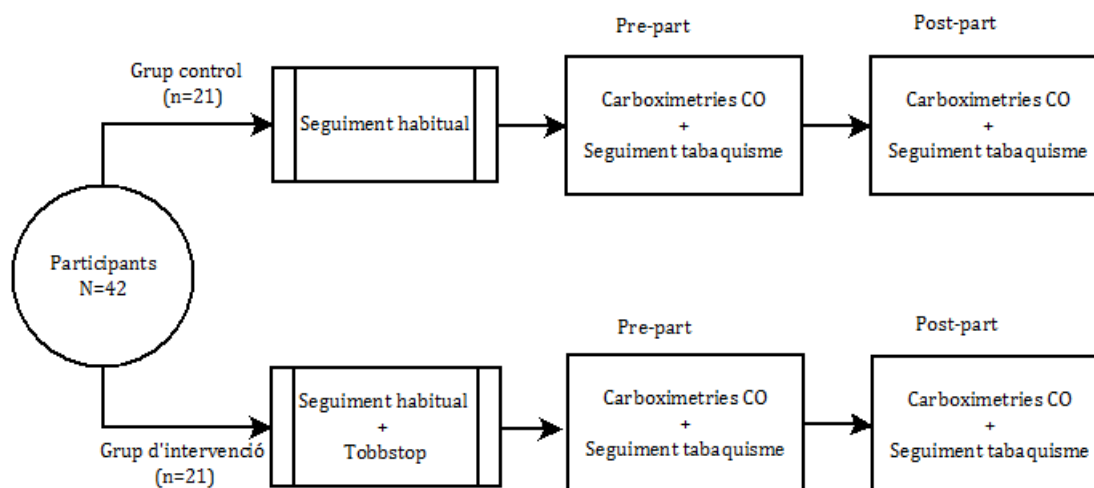 Pre-part
Post-part
Grup control
(n=21)
Seguiment habitual
Carboximetries CO
+
Seguiment tabaquisme
Carboximetries CO
+
Seguiment tabaquisme
Participants
N=42
Pre-part
Post-part
Grup d'intervenció
(n=21)
Seguiment habitual
+
Tobbstop
Carboximetries CO
+
Seguiment tabaquisme
Carboximetries CO
+
Seguiment tabaquisme